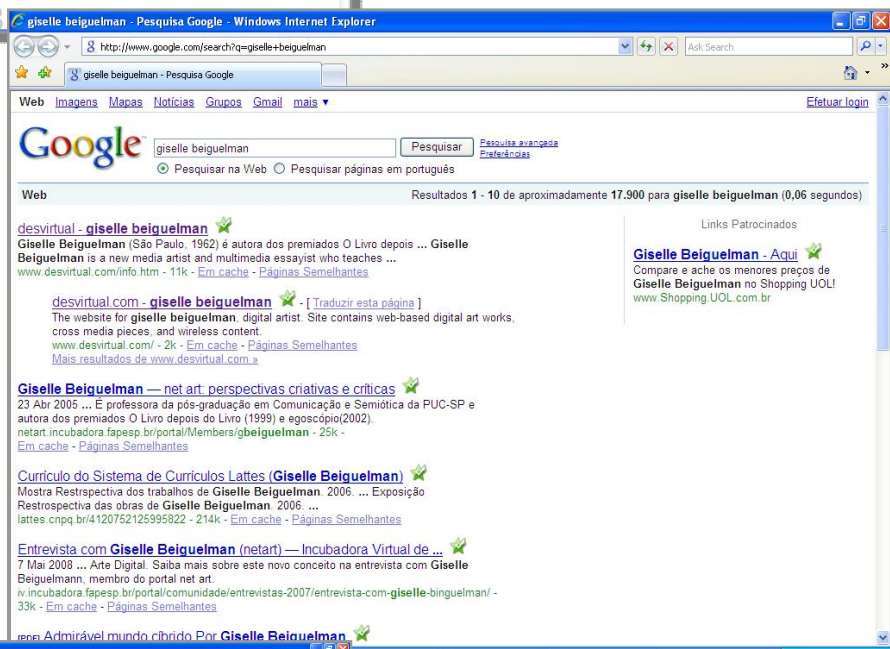 giselle beiguelman - Pesquisa Google - Windows Internet Explorer
http://www.google.com/search?q=giselle+beiguelman
Ask Search
giselle beiguelman - Pesquisa Google
Web Imagens Mapas Notícias Grupos Gmail mais ▼ Efetuar login
Google giselle beiguelman Pesquisar Pesquisa avançada
Preferências
Pesquisar na Web Pesquisar páginas em português
Web Resultados 1 - 10 de aproximadamente 17.900 para giselle beiguelman (0,06 segundos)
desvirtual - giselle beiguelman
Giselle Beiguelman (São Paulo, 1962) é autora dos premiados O Livro depois ... Giselle
Beiguelman is a new media artist and multimedia essayist who teaches ...
www.desvirtual.com/info.htm - 11k - Em cache - Páginas Semelhantes
desvirtual.com - giselle beiguelman - [ Traduzir esta página ]
The website for giselle beiguelman, digital artist. Site contains web-based digital art works,
cross media pieces, and wireless content.
www.desvirtual.com/ - 2k - Em cache - Páginas Semelhantes
Mais resultados de www.desvirtual.com »
Giselle Beiguelman — net art: perspectivas criativas e críticas
23 Abr 2005 ... É professora da pós-graduação em Comunicação e Semiótica da PUC-SP e
autora dos premiados O Livro depois do Livro (1999) e egoscópio(2002).
netart.incubadora.fapesp.br/portal/Members/gbeiguelman - 25k -
Em cache - Páginas Semelhantes
Currículo do Sistema de Currículos Lattes (Giselle Beiguelman)
Mostra Restrspectiva dos trabalhos de Giselle Beiguelman. 2006. ... Exposição
Restrospectiva das obras de Giselle Beiguelman. 2006. ...
lattes.cnpq.br/4120752125995822 - 214k - Em cache - Páginas Semelhantes
Entrevista com Giselle Beiguelman (netart) — Incubadora Virtual de ...
7 Mai 2008 ... Arte Digital. Saiba mais sobre este novo conceito na entrevista com Giselle
Beiguelmann, membro do portal net art.
iv.incubadora.fapesp.br/portal/comunidade/entrevistas-2007/entrevista-com-giselle-binguelman/ -
33k - Em cache - Páginas Semelhantes
[PDF] Admirável mundo cíbrido Por Giselle Beiguelman
Links Patrocinados
Giselle Beiguelman - Aqui
Compare e ache os menores preços de
Giselle Beiguelman no Shopping UOL!
www.Shopping.UOL.com.br